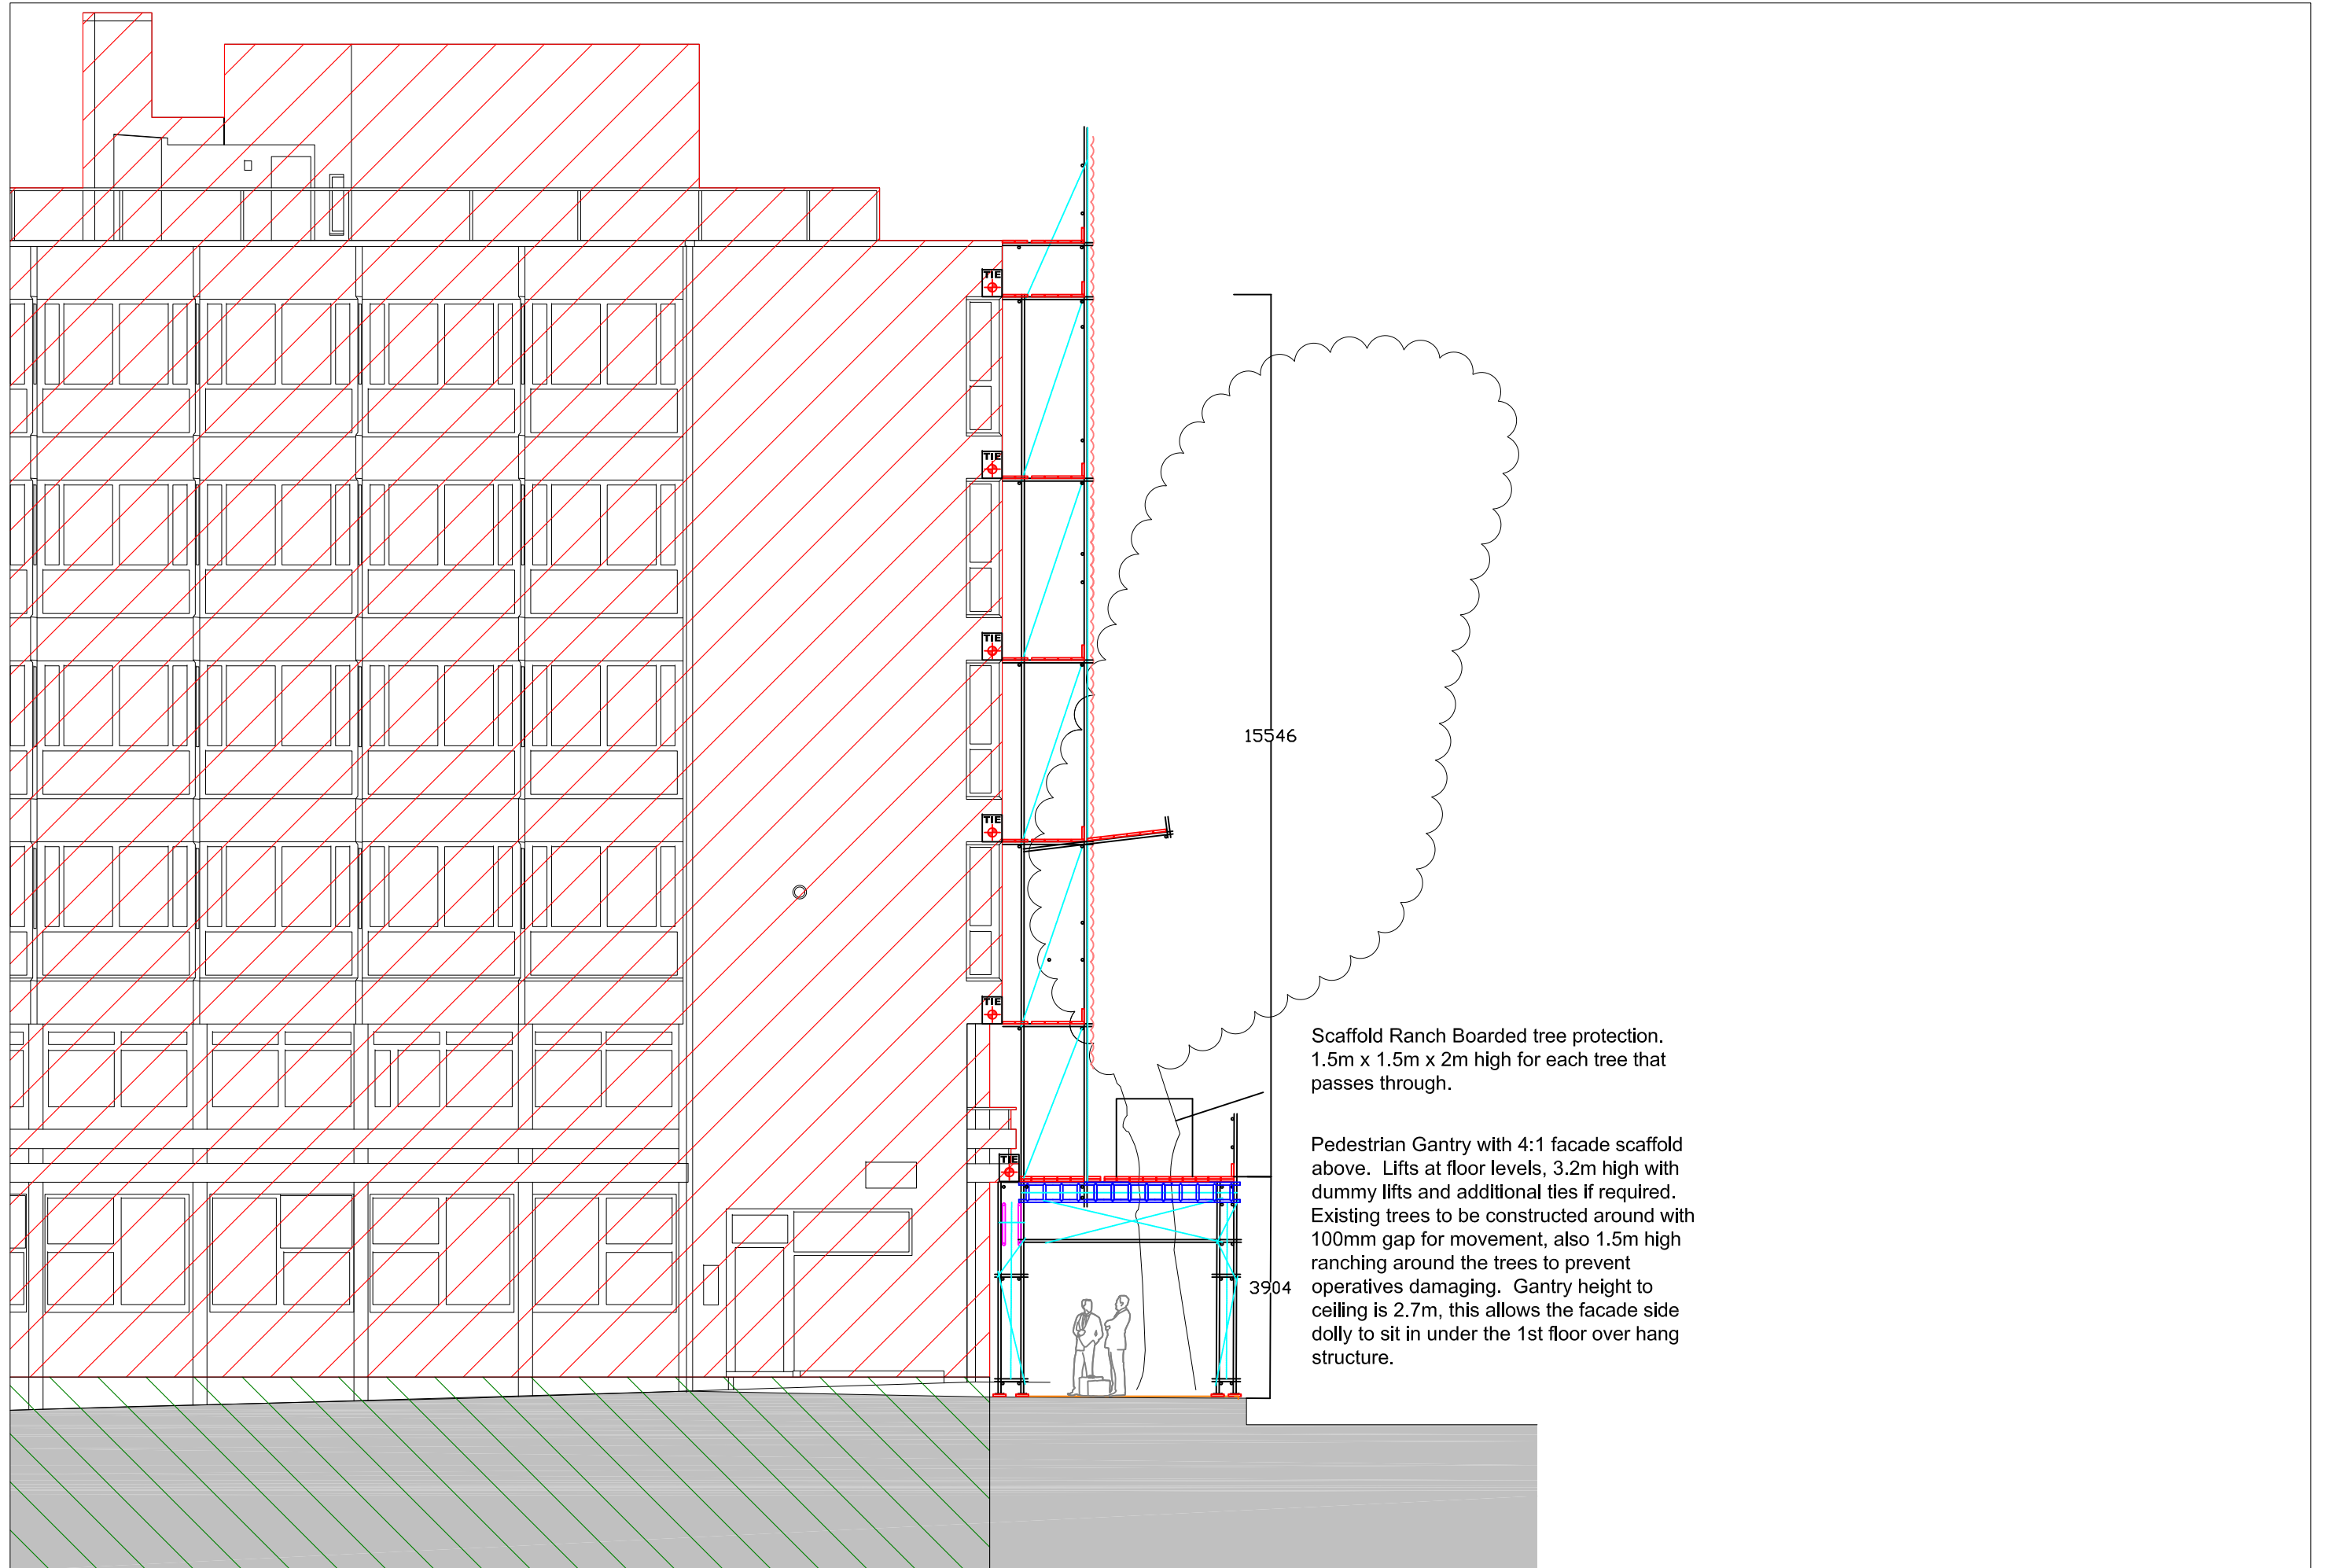 TIE
TIE
TIE
15546
TIE
TIE
Scaffold Ranch Boarded tree protection.
1.5m x 1.5m x 2m high for each tree that
passes through.
TIE
Pedestrian Gantry with 4:1 facade scaffold
above. Lifts at floor levels, 3.2m high with
dummy lifts and additional ties if required.
Existing trees to be constructed around with
100mm gap for movement, also 1.5m high
ranching around the trees to prevent
operatives damaging. Gantry height to
ceiling is 2.7m, this allows the facade side
dolly to sit in under the 1st floor over hang
structure.
3904